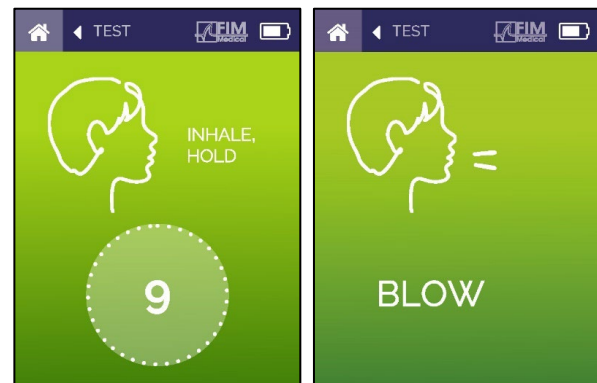 TEST
FIM
Medical
INHALE,
HOLD
9
TEST
FIM
Medical
BLOW